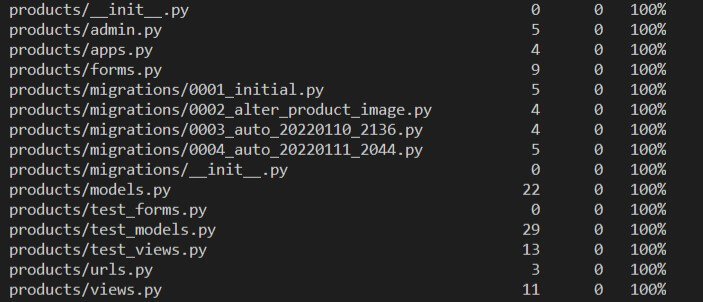 products/__init__.py 0 0 100%
products/admin.py 5 0 100%
products/apps.py 4 0 100%
products/forms.py 9 0 100%
products/migrations/0001_initial.py 5 0 100%
products/migrations/0002_alter_product_image.py 4 0 100%
products/migrations/0003_auto_20220110_2136.py 4 0 100%
products/migrations/0004_auto_20220111_2044.py 5 0 100%
products/migrations/__init__.py 0 0 100%
products/models.py 22 0 100%
products/test_forms.py 0 0 100%
products/test_models.py 29 0 100%
products/test_views.py 13 0 100%
products/urls.py 3 0 100%
products/views.py 11 0 100%